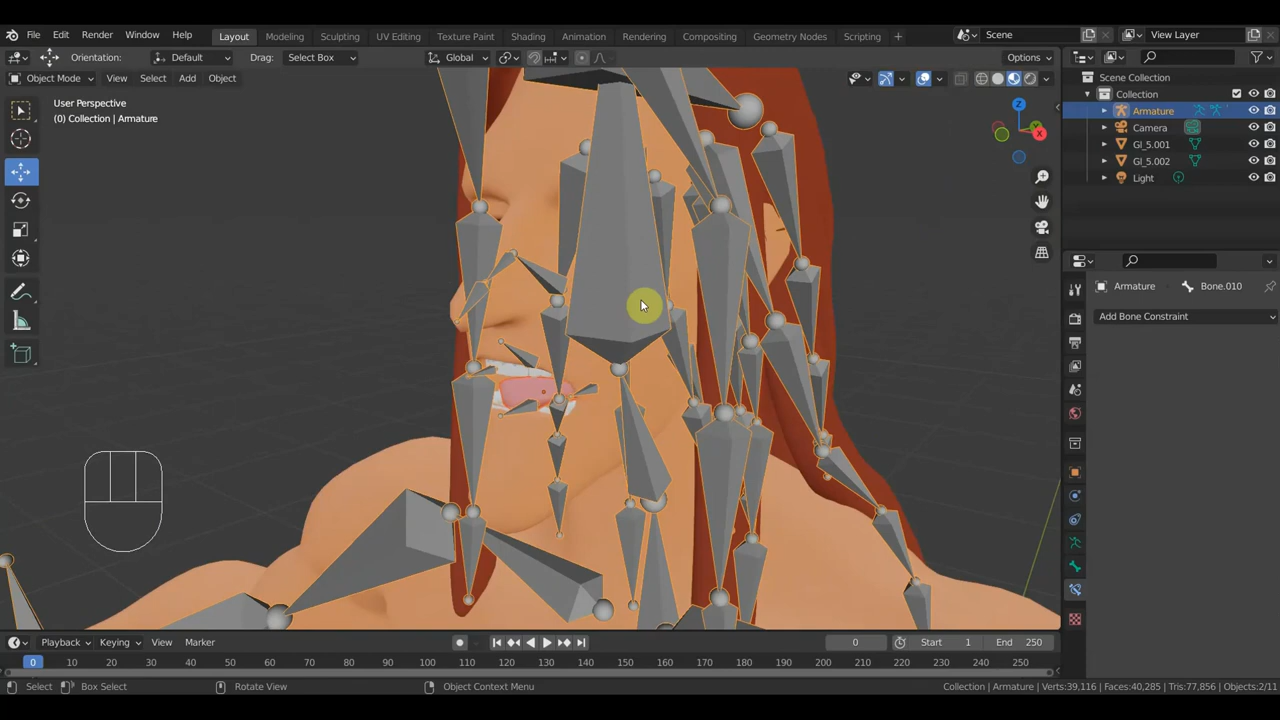 File Edit Render Window Help Layout Modeling Sculpting UV Editing Texture Paint Shading Animation Rendering Compositing Geometry Nodes Scripting + Scene View Layer
Orientation: Default Drag: Select Box Global Options
Object Mode View Select Add Object
User Perspective
(0) Collection | Armature
Z
X
Scene Collection
Collection
Armature
Camera
GI_5.001
GI_5.002
Light
Armature > Bone.010
Add Bone Constraint
Playback Keying View Marker 0 Start 1 End 250
0 10 20 30 40 50 60 70 80 90 100 110 120 130 140 150 160 170 180 190 200 210 220 230 240 250
Select Box Select Rotate View Object Context Menu Collection | Armature | Verts:39,116 | Faces:40,285 | Tris:77,856 | Objects:2/11